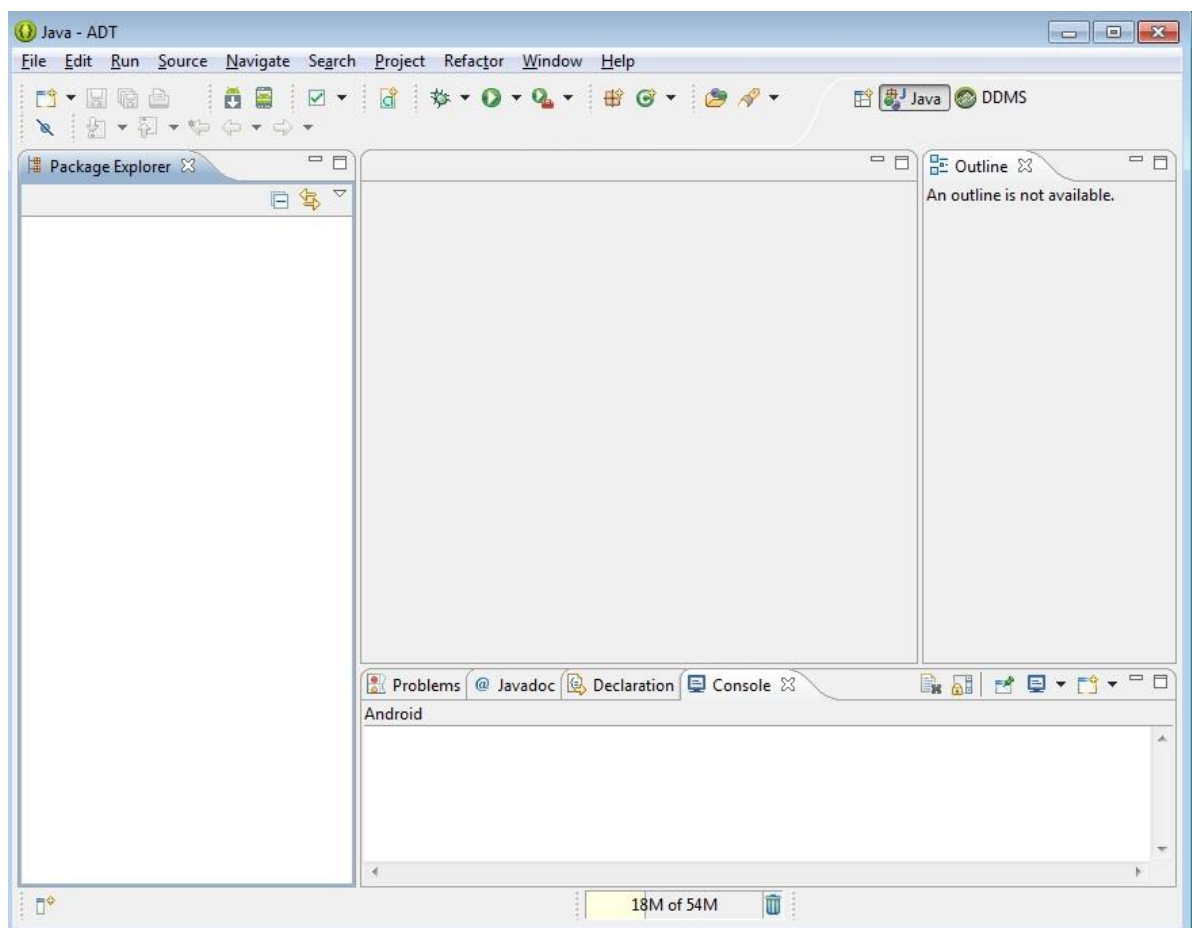 Java - ADT
File Edit Run Source Navigate Search Project Refactor Window Help
Java DDMS
Package Explorer
Outline
An outline is not available.
Problems @ Javadoc Declaration Console
Android
18M of 54M